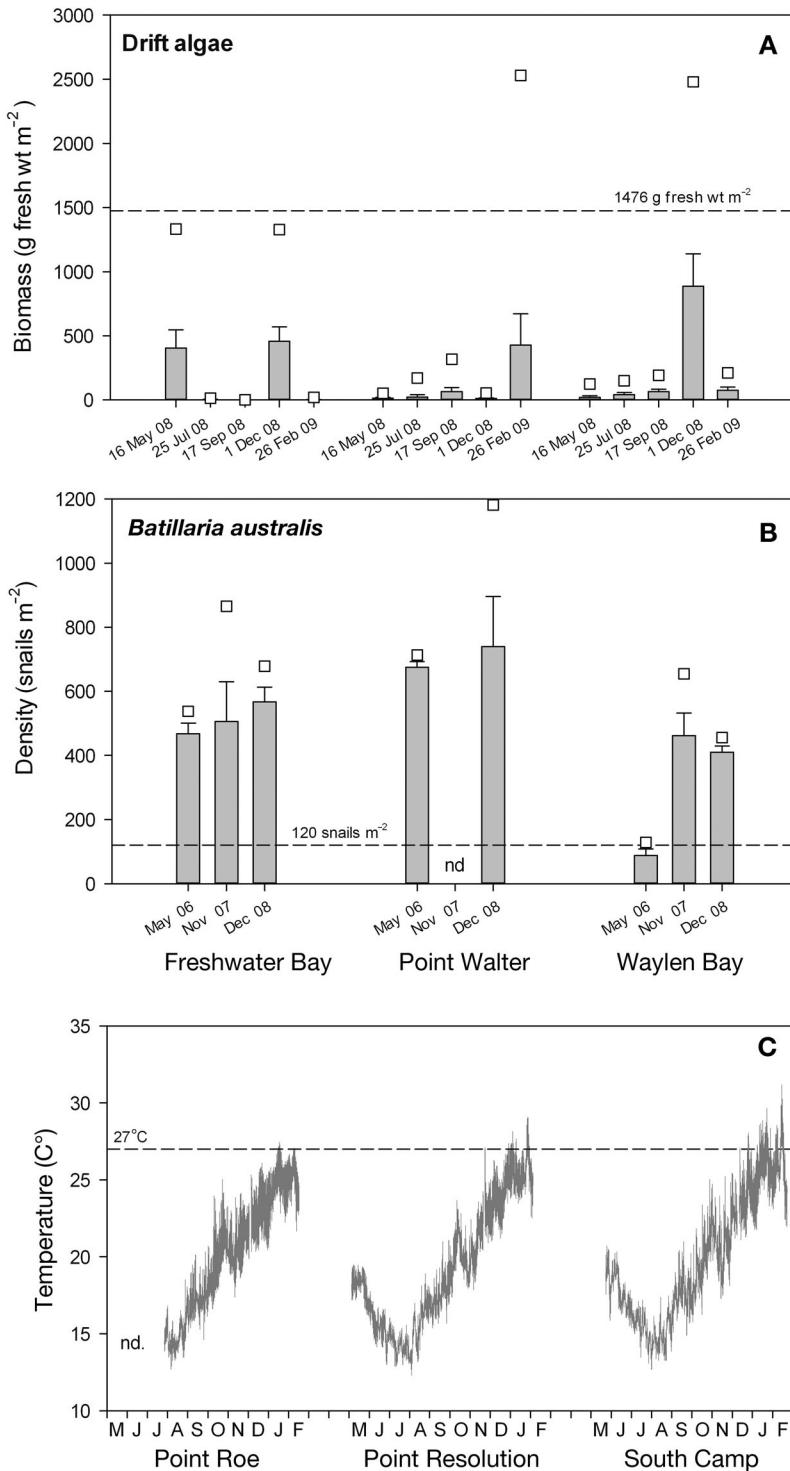 3000
Drift algae
A
2500
2000
1476 g fresh wt m⁻²
1500
1000
500
0
Biomass (g fresh wt m⁻² )
16 May 08 25 Jul 08 17 Sep 08 1 Dec 08 26 Feb 09 16 May 08 25 Jul 08 17 Sep 08 1 Dec 08 26 Feb 09 16 May 08 25 Jul 08 17 Sep 08 1 Dec 08 26 Feb 09
1200
Batillaria australis
B
1000
800
600
400
200
120 snails m⁻²
nd
0
Density (snails m⁻²)
May 06 Nov 07 Dec 08 May 06 Nov 07 Dec 08 May 06 Nov 07 Dec 08
Freshwater Bay Point Walter Waylen Bay
35
C
30
27°C
25
20
15
nd.
10
Temperature (C°)
M J J A S O N D J F M J J A S O N D J F M J J A S O N D J F
Point Roe Point Resolution South Camp